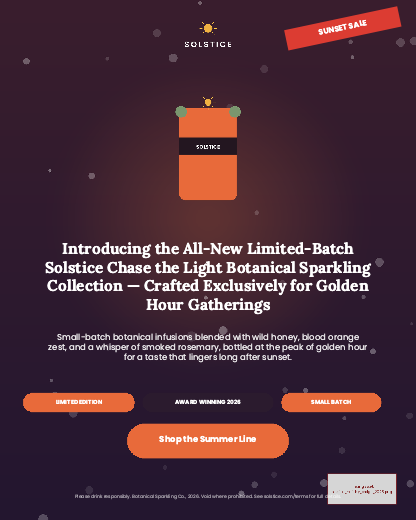 SUNSET SALE
SOLSTICE
SOLSTICE
Introducing the All-New Limited-Batch
Solstice Chase the Light Botanical Sparkling
Collection — Crafted Exclusively for Golden
Hour Gatherings
Small-batch botanical infusions blended with wild honey, blood orange
zest, and a whisper of smoked rosemary, bottled at the peak of golden hour
for a taste that lingers long after sunset.
LIMITED EDITION
AWARD WINNING 2026
SMALL BATCH
Shop the Summer Line
Please drink responsibly. Botanical Sparkling Co., 2026. Void where prohibited. See solstice.com/terms for full